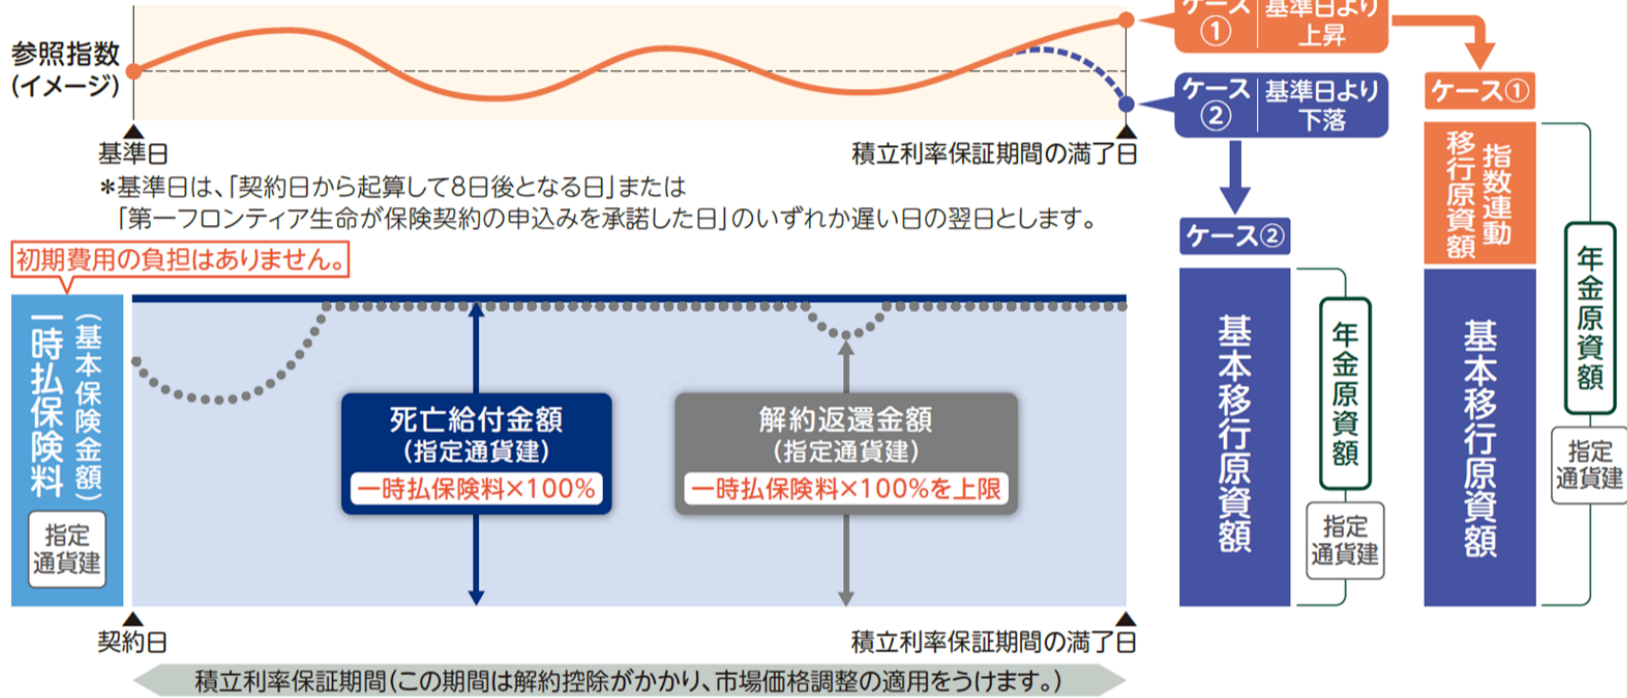 参照指数
(イメージ)
ケース
①
基準日より
上昇
ケース
②
基準日より
下落
基準日
積立利率保証期間の満了日
*基準日は、「契約日から起算して8日後となる日」または
「第一フロンティア生命が保険契約の申込みを承諾した日」のいずれか遅い日の翌日とします。
初期費用の負担はありません。
一時払保険料
(基本保険金額)
指定
通貨建
死亡給付金額
(指定通貨建)
一時払保険料×100%
解約返還金額
(指定通貨建)
一時払保険料×100%を上限
契約日
積立利率保証期間の満了日
積立利率保証期間(この期間は解約控除がかかり、市場価格調整の適用をうけます。)
ケース②
基本移行原資額
年金原資額
指定
通貨建
ケース①
指数連動
移行原資額
基本移行原資額
年金原資額
指定
通貨建